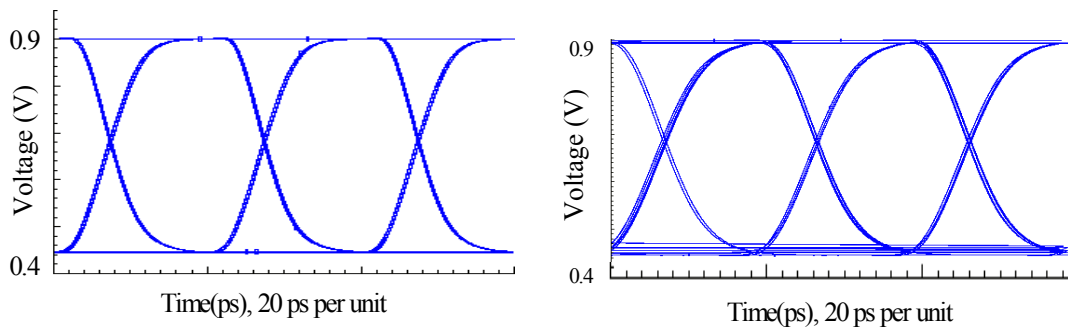 0.9
Voltage (V)
0.4
Time(ps), 20 ps per unit
0.9
Voltage (V)
0.4
Time(ps), 20 ps per unit